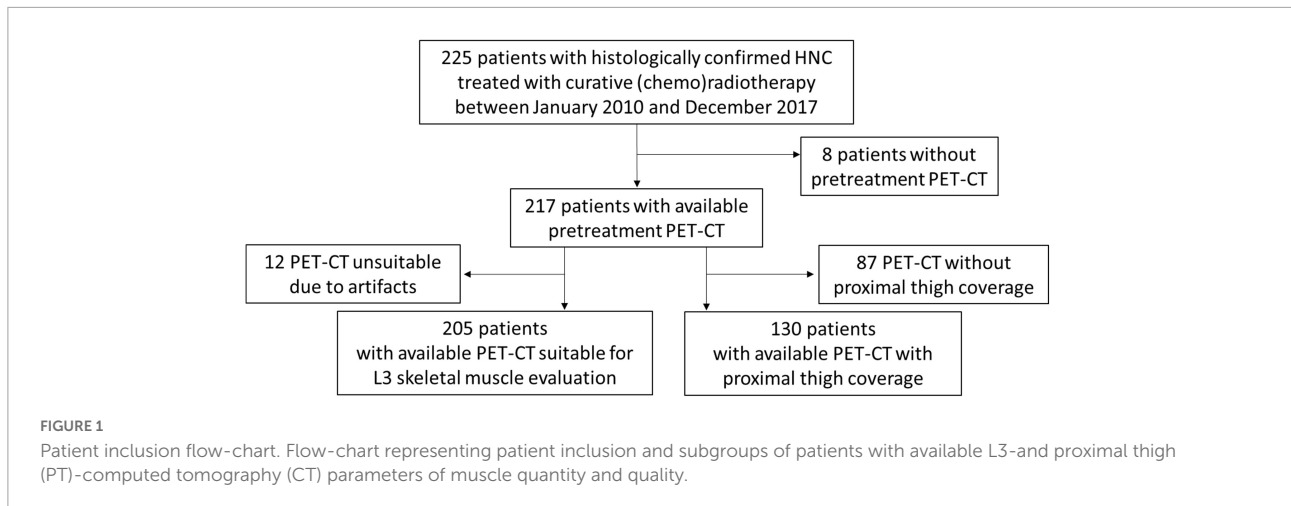 225 patients with histologically confirmed HNC
treated with curative (chemo)radiotherapy
between January 2010 and December 2017
8 patients without
pretreatment PET-CT
217 patients with available
pretreatment PET-CT
12 PET-CT unsuitable
due to artifacts
87 PET-CT without
proximal thigh coverage
205 patients
with available PET-CT suitable for
L3 skeletal muscle evaluation
130 patients
with available PET-CT with
proximal thigh coverage
FIGURE 1
Patient inclusion flow-chart. Flow-chart representing patient inclusion and subgroups of patients with available L3-and proximal thigh
(PT)-computed tomography (CT) parameters of muscle quantity and quality.